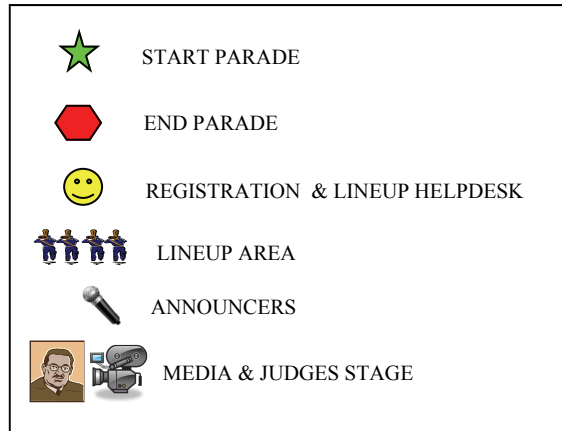 START PARADE
END PARADE
REGISTRATION & LINEUP HELPDESK
LINEUP AREA
ANNOUNCERS
MEDIA & JUDGES STAGE